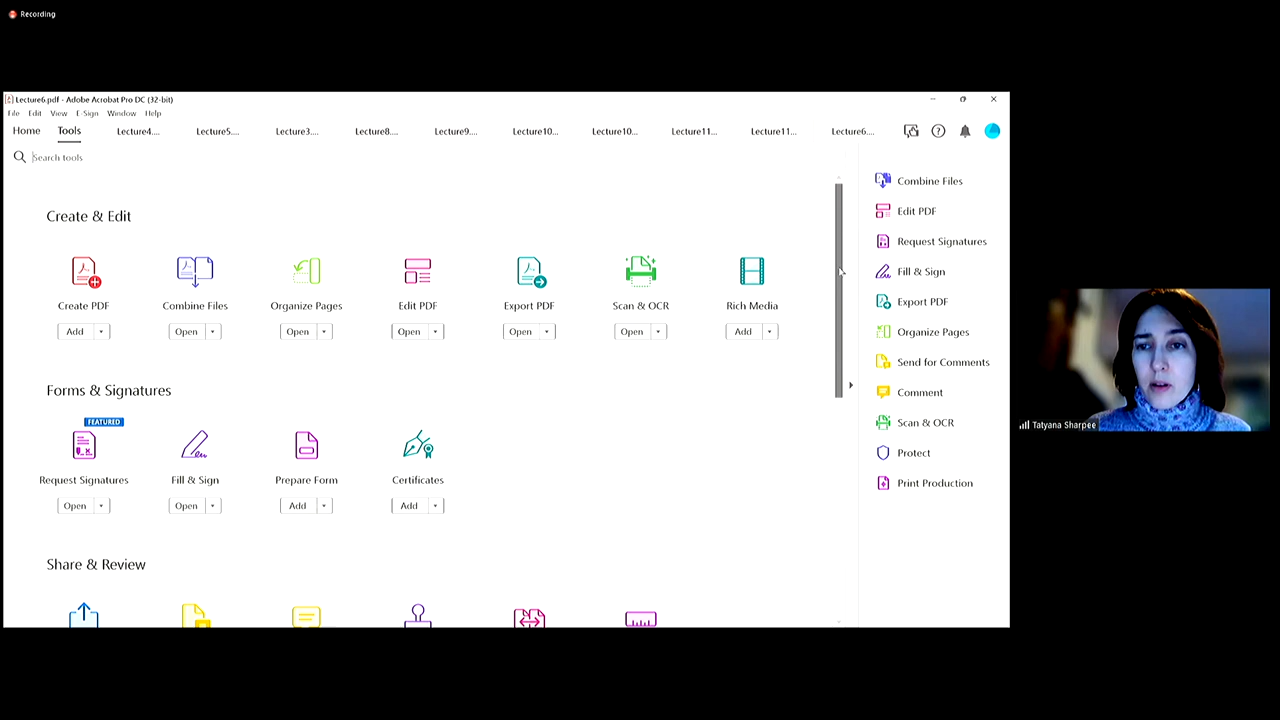 Recording
Lecture6.pdf - Adobe Acrobat Pro DC (32-bit)
File Edit View E-Sign Window Help
Home Tools Lecture4.... Lecture5.... Lecture3.... Lecture8.... Lecture9.... Lecture10... Lecture10... Lecture11... Lecture11... Lecture6....
Search tools
Create & Edit
Create PDF Combine Files Organize Pages Edit PDF Export PDF Scan & OCR Rich Media
Add Open Open Open Open Open Add
Forms & Signatures
FEATURED
Request Signatures Fill & Sign Prepare Form Certificates
Open Open Add Add
Share & Review
Combine Files
Edit PDF
Request Signatures
Fill & Sign
Export PDF
Organize Pages
Send for Comments
Comment
Scan & OCR
Protect
Print Production
Tatyana Sharpee